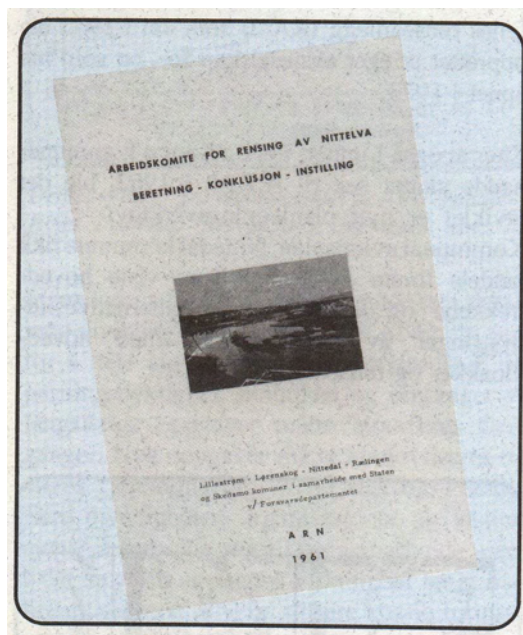 ARBEIDSKOMITE FOR RENSING AV NITTELVA
BERETNING - KONKLUSJON - INSTILLING
Lillestrøm - Lørenskog - Nittedal - Rælingen
og Skedsmo komuner i samarbeide med Staten
v/ Forsvarsdepartementet
A R N
1961